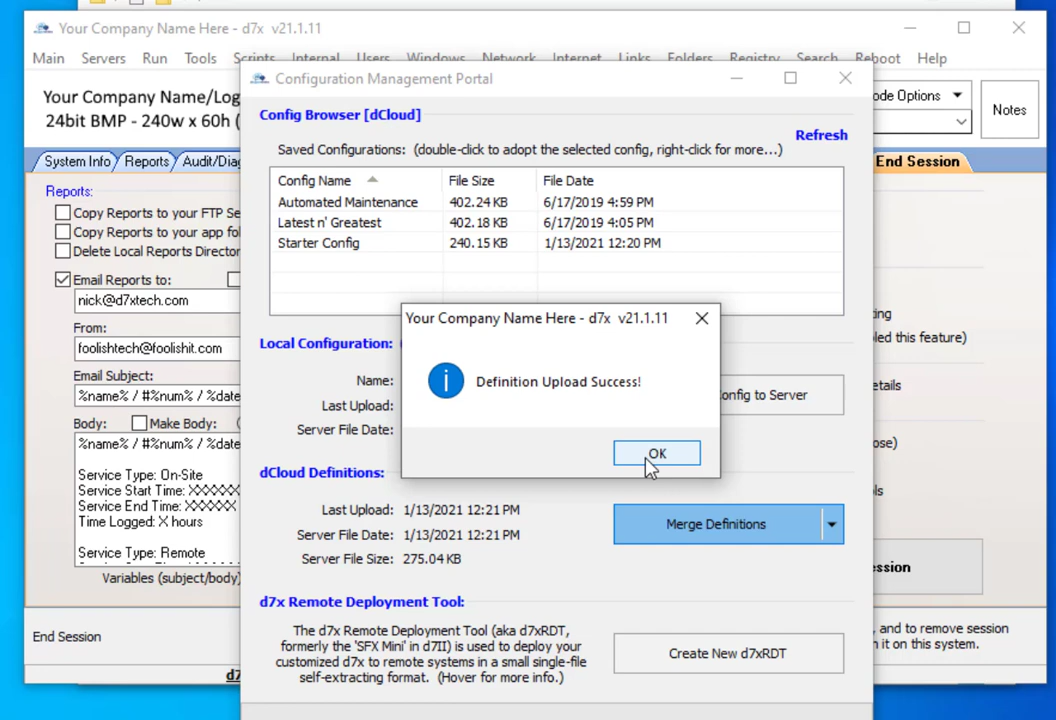 Your Company Name Here - d7x v21.1.11
Main Servers Run Tools Scripts Internal Users Windows Network Internet Links Folders Registry Search Reboot Help
Your Company Name/Log
24bit BMP - 240w x 60h (
ode Options
Notes
System Info Reports Audit/Diag
End Session
Reports:
Copy Reports to your FTP Se
Copy Reports to your app fol
Delete Local Reports Director
Email Reports to:
nick@d7xtech.com
From:
foolishtech@foolishit.com
Email Subject:
%name% / #%num% / %date
Body: Make Body:
%name% / #%num% / %date
Service Type: On-Site
Service Start Time: XXXXXX
Service End Time: XXXXXX
Time Logged: X hours
Service Type: Remote
Variables (subject/body)
End Session
Configuration Management Portal
Config Browser [dCloud]
Refresh
Saved Configurations: (double-click to adopt the selected config, right-click for more...)
Config Name File Size File Date
Automated Maintenance 402.24 KB 6/17/2019 4:59 PM
Latest n' Greatest 402.18 KB 6/17/2019 4:05 PM
Starter Config 240.15 KB 1/13/2021 12:20 PM
Local Configuration:
Name:
Last Upload:
Server File Date:
onfig to Server
Your Company Name Here - d7x v21.1.11
Definition Upload Success!
OK
dCloud Definitions:
Last Upload: 1/13/2021 12:21 PM
Server File Date: 1/13/2021 12:21 PM
Server File Size: 275.04 KB
Merge Definitions
d7x Remote Deployment Tool:
The d7x Remote Deployment Tool (aka d7xRDT,
formerly the 'SFX Mini' in d7II) is used to deploy your
customized d7x to remote systems in a small single-file
self-extracting format. (Hover for more info.)
Create New d7xRDT
ing
led this feature)
etails
ose)
ls
ession
, and to remove session
n it on this system.
d7